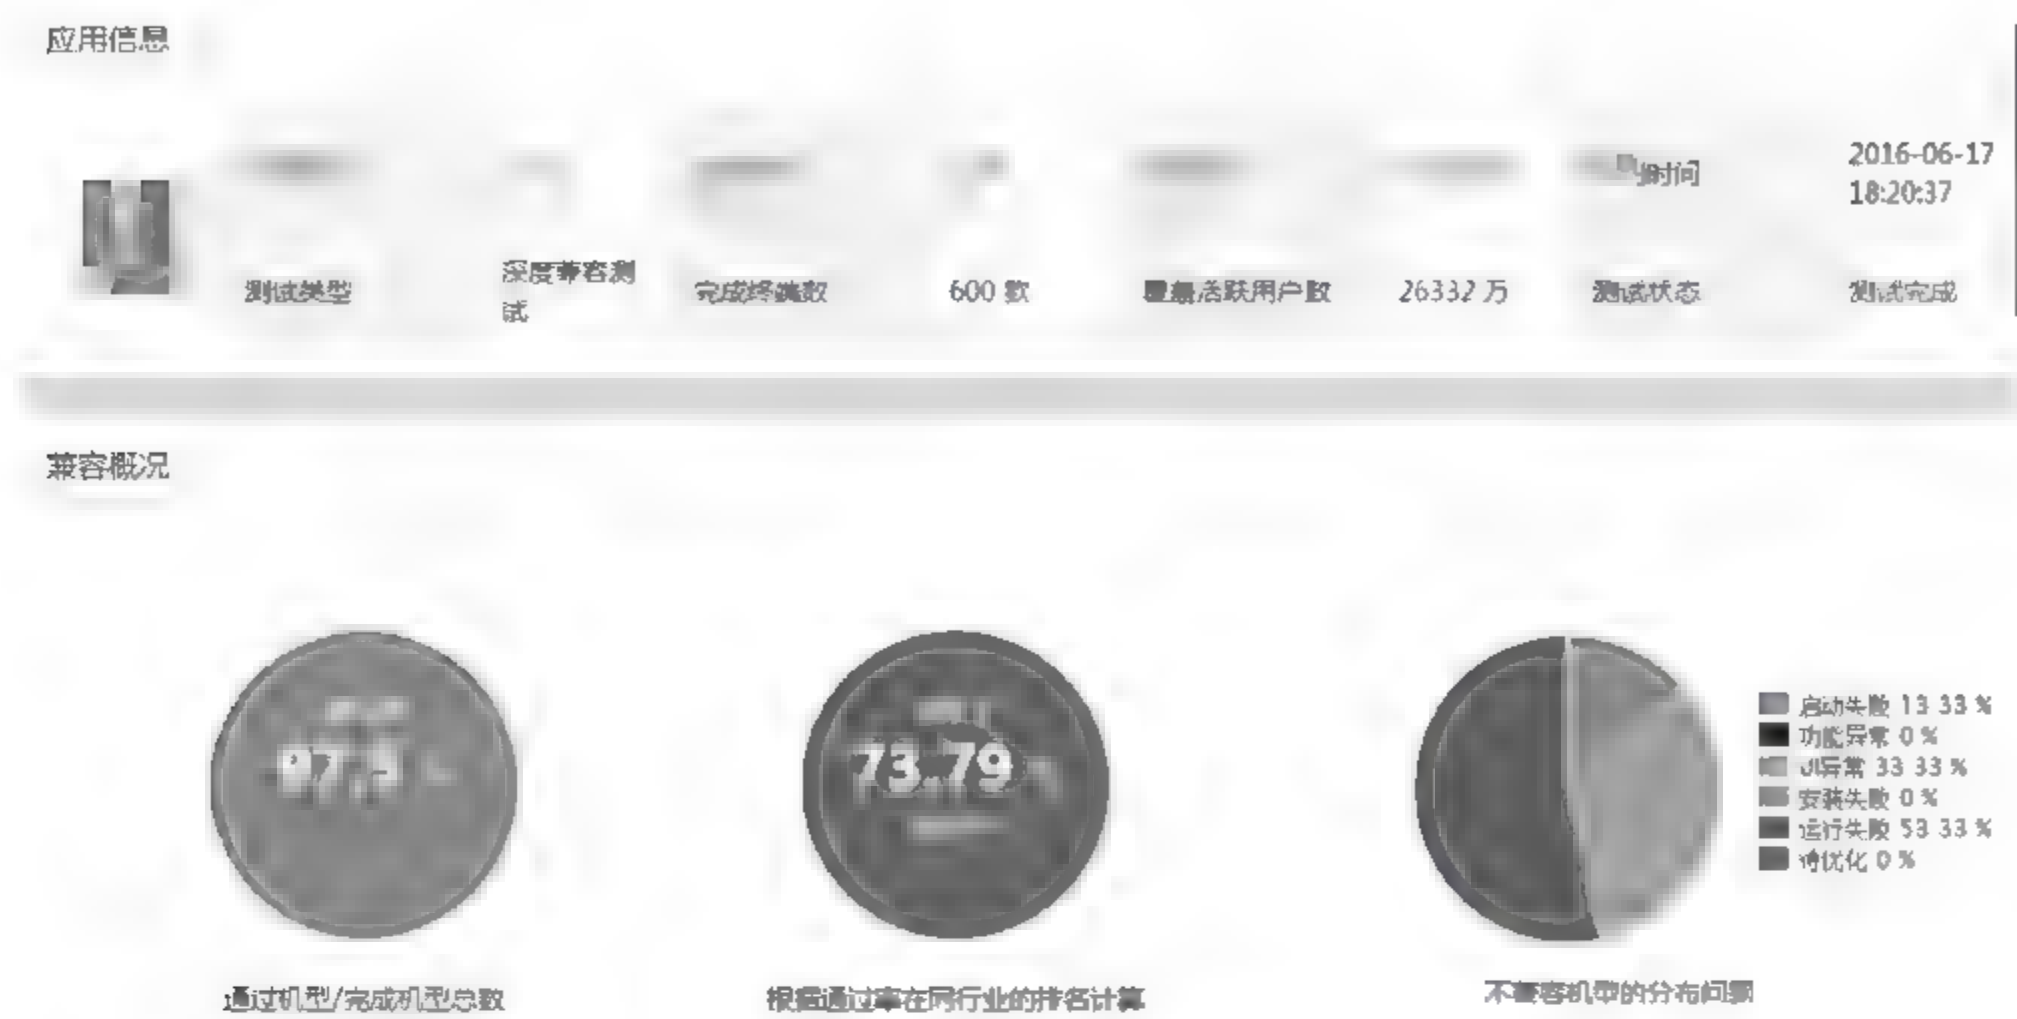 应用信息
时间
2016-06-17
18:20:37
测试类型
深度兼容测
试
完成终端数
600 款
覆盖活跃用户数
26332 万
测试状态
测试完成
兼容概况
73 79
启动失败 13 33 %
功能异常 0 %
UI异常 33 33 %
安装失败 0 %
运行失败 53 33 %
待优化 0 %
通过机型/完成机型总数
根据通过率在同行业的排名计算
不兼容机型的分布问题